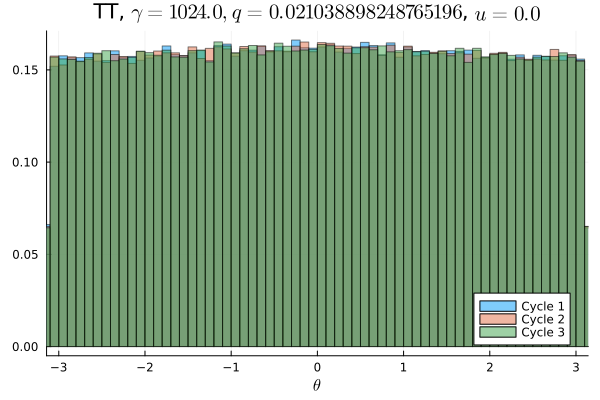 TT, γ = 1024.0, q = 0.021038898248765196, u = 0.0
0.15
0.10
0.05
0.00
Cycle 1
Cycle 2
Cycle 3
−3 −2 −1 0 1 2 3
θ